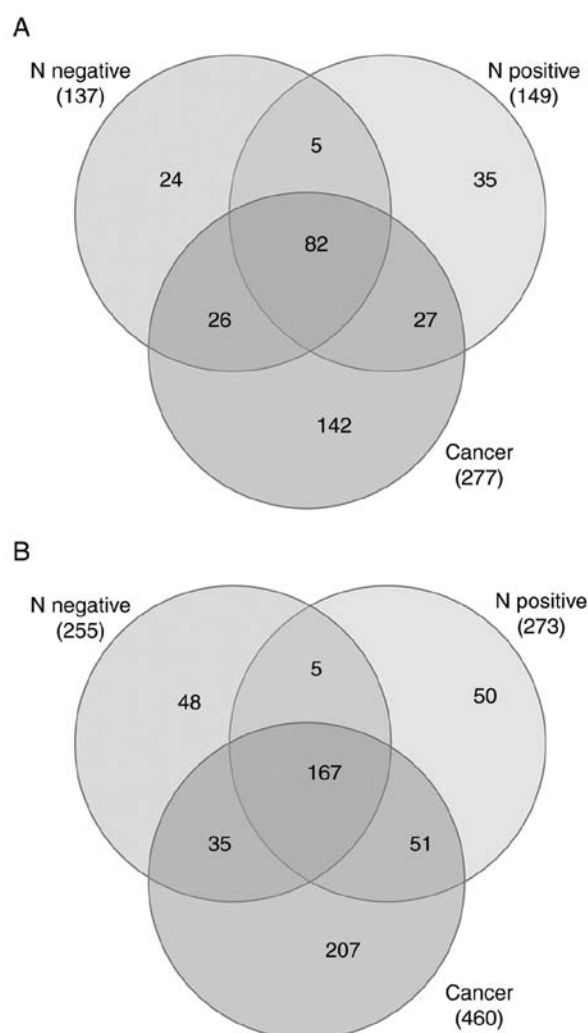 A
N negative
(137)
N positive
(149)
5
24
35
82
26
27
142
Cancer
(277)
B
N negative
(255)
N positive
(273)
5
48
50
167
35
51
207
Cancer
(460)